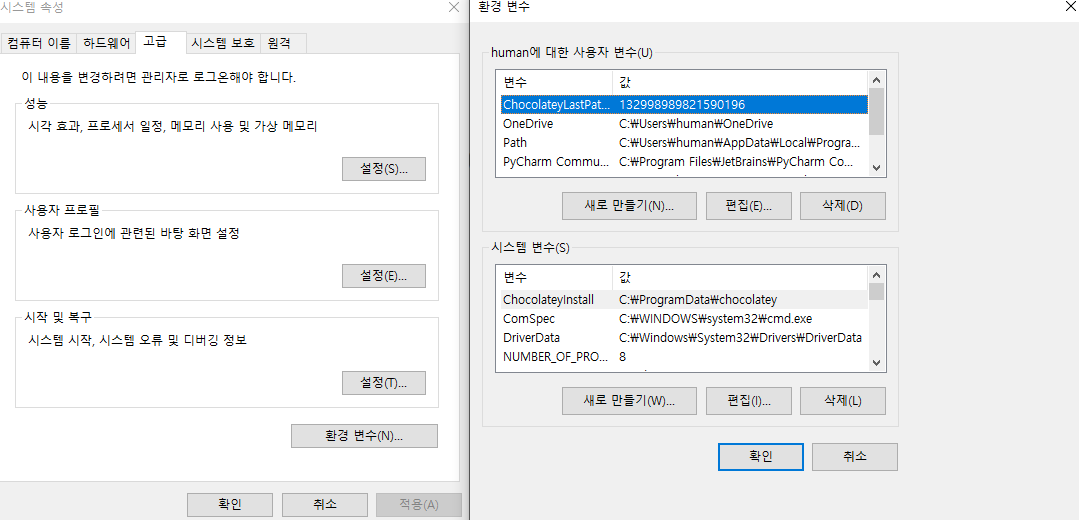 시스템 속성
컴퓨터 이름 하드웨어 고급 시스템 보호 원격
이 내용을 변경하려면 관리자로 로그온해야 합니다.
성능
시각 효과, 프로세서 일정, 메모리 사용 및 가상 메모리
설정(S)...
사용자 프로필
사용자 로그인에 관련된 바탕 화면 설정
설정(E)...
시작 및 복구
시스템 시작, 시스템 오류 및 디버깅 정보
설정(T)...
환경 변수(N)...
확인 취소 적용(A)
환경 변수
human에 대한 사용자 변수(U)
변수 값
ChocolateyLastPat... 132998989821590196
OneDrive C:₩Users₩human₩OneDrive
Path C:₩Users₩human₩AppData₩Local₩Progra...
PyCharm Commu... C:₩Program Files₩JetBrains₩PyCharm Co...
새로 만들기(N)... 편집(E)... 삭제(D)
시스템 변수(S)
변수 값
ChocolateyInstall C:₩ProgramData₩chocolatey
ComSpec C:₩WINDOWS₩system32₩cmd.exe
DriverData C:₩Windows₩System32₩Drivers₩DriverData
NUMBER_OF_PRO... 8
새로 만들기(W)... 편집(I)... 삭제(L)
확인 취소